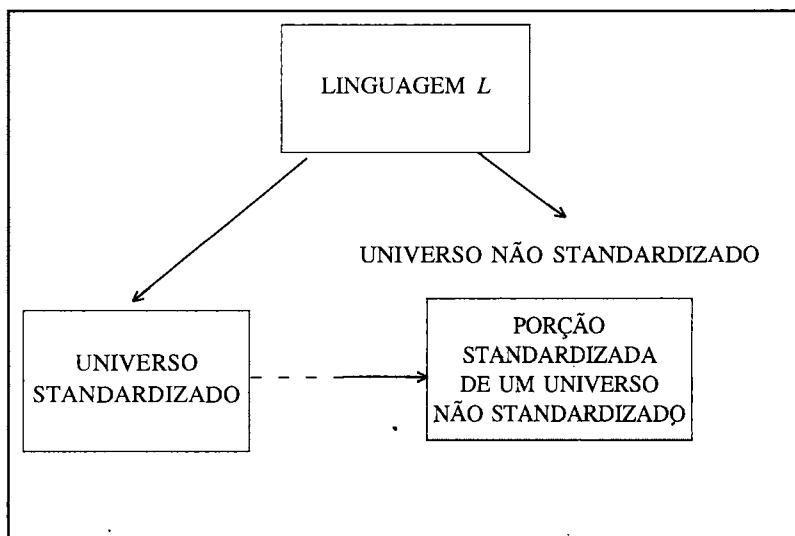 LINGUAGEM L
UNIVERSO NÃO STANDARDIZADO
UNIVERSO
STANDARDIZADO
PORÇÃO
STANDARDIZADA
DE UM UNIVERSO
NÃO STANDARDIZADO